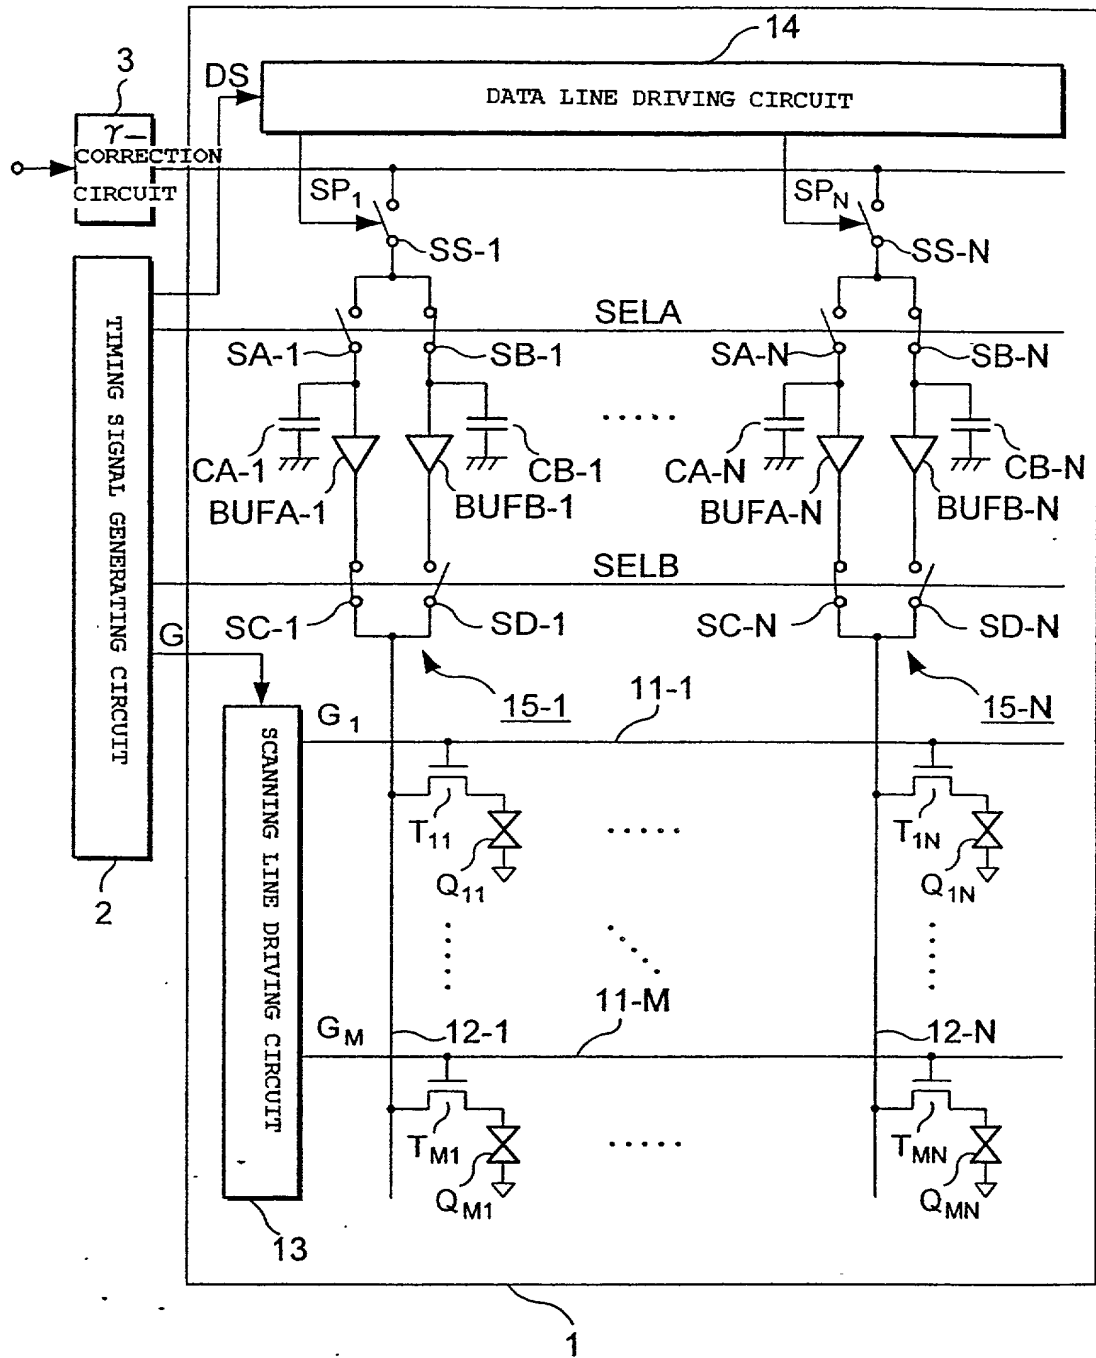 14
3
DS
DATA LINE DRIVING CIRCUIT
γ–
CORRECTION
CIRCUIT
SP1
SPN
SS-1
SS-N
SELA
SA-1
SB-1
SA-N
SB-N
.....
CA-1
CB-1
CA-N
CB-N
BUFA-1
BUFB-1
BUFA-N
BUFB-N
TIMING SIGNAL GENERATING CIRCUIT
SELB
SC-1
SD-1
SC-N
SD-N
G
15-1
11-1
15-N
G1
SCANNING LINE DRIVING CIRCUIT
T11
.....
T1N
Q11
Q1N
2
11-M
GM
12-1
12-N
TM1
.....
TMN
QM1
QMN
13
1